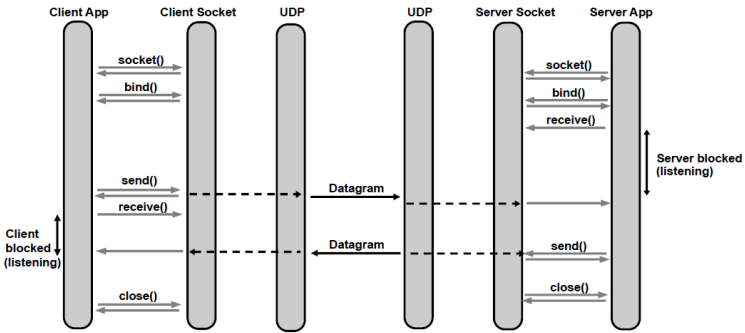 Client App Client Socket UDP UDP Server Socket Server App
socket() socket()
bind() bind()
receive()
Server blocked
(listening)
send() Datagram
receive()
Client
blocked
(listening)
Datagram send()
close() close()